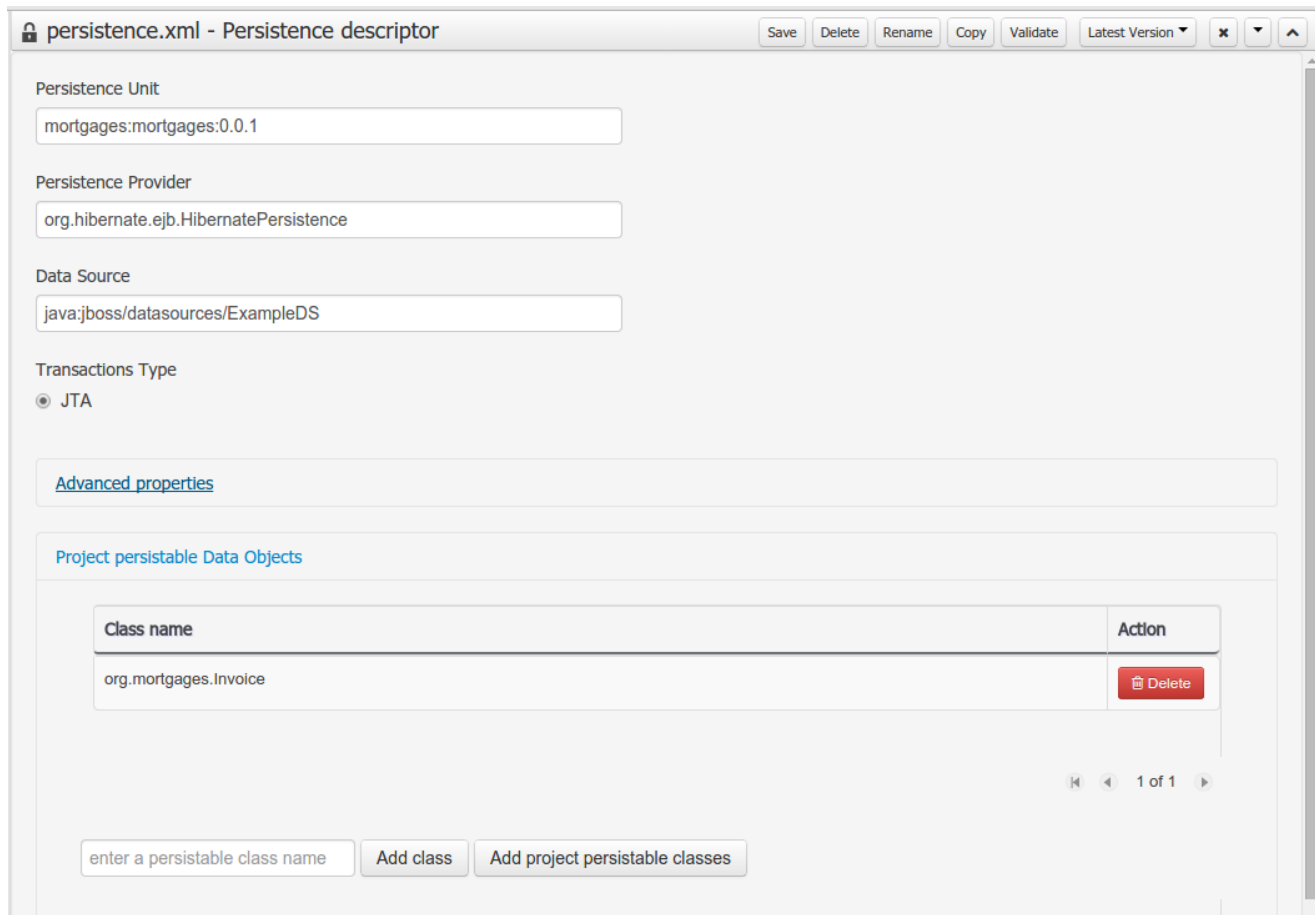 persistence.xml - Persistence descriptor
Save Delete Rename Copy Validate Latest Version
Persistence Unit
mortgages:mortgages:0.0.1
Persistence Provider
org.hibernate.ejb.HibernatePersistence
Data Source
java:jboss/datasources/ExampleDS
Transactions Type
JTA
Advanced properties
Project persistable Data Objects
Class name Action
org.mortgages.Invoice Delete
1 of 1
enter a persistable class name Add class Add project persistable classes